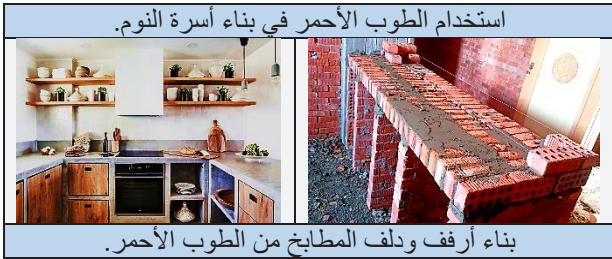 استخدام الطوب الأحمر في بناء أسرة النوم.
بناء أرفف ودلف المطابخ من الطوب الأحمر.